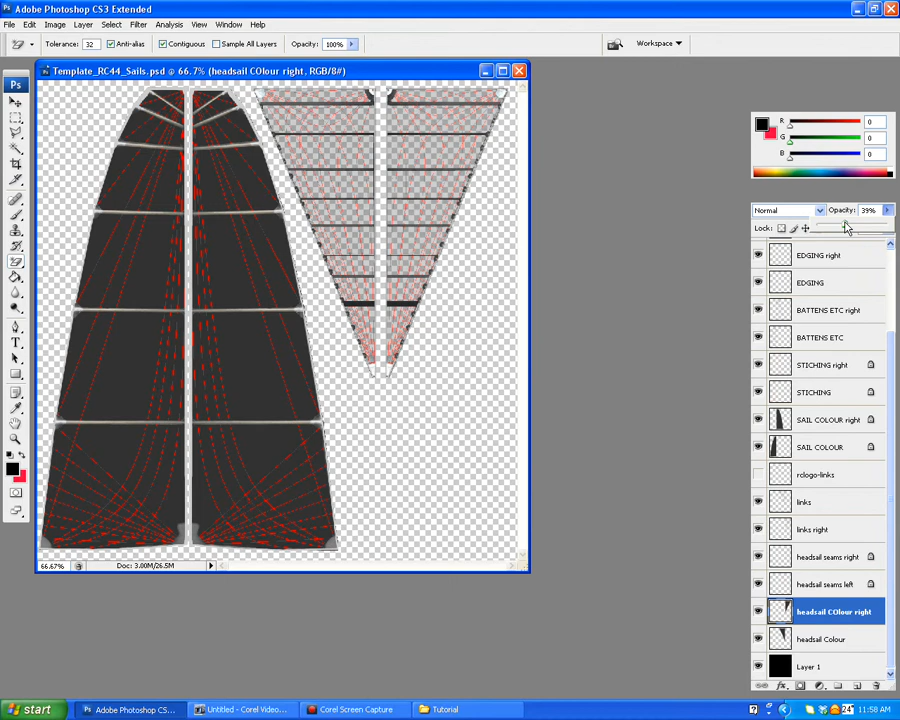 Adobe Photoshop CS3 Extended
File Edit Image Layer Select Filter Analysis View Window Help
Tolerance: 32 Anti-alias Contiguous Sample All Layers Opacity: 100% Workspace
Ps
Template_RC44_Sails.psd @ 66.7% (headsail COlour right, RGB/8#)
R 0
G 0
B 0
Normal Opacity: 39%
Lock:
EDGING right
EDGING
BATTENS ETC right
BATTENS ETC
STICHING right
STICHING
SAIL COLOUR right
SAIL COLOUR
rclogo-links
links
links right
headsail seams right
headsail seams left
headsail COlour right
headsail Colour
Layer 1
66.67% Doc: 3.00M/26.5M
start Adobe Photoshop CS... Untitled - Corel Video... Corel Screen Capture Tutorial 24° 11:58 AM